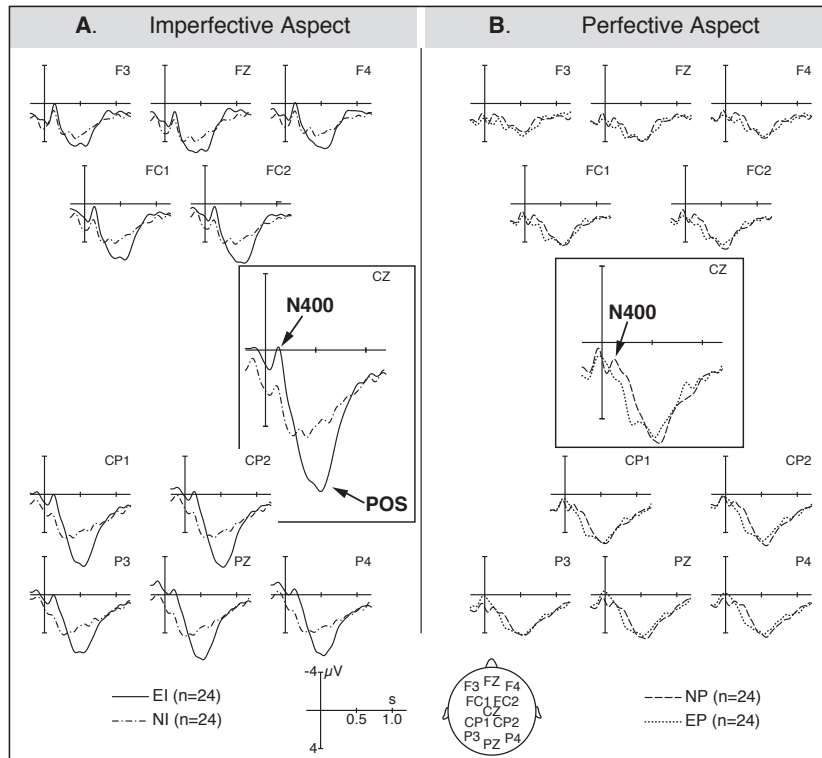 A. Imperfective Aspect
B. Perfective Aspect
F3 FZ F4
F3 FZ F4
FC1 FC2
FC1 FC2
CZ
N400
POS
CZ
N400
CP1 CP2
CP1 CP2
P3 PZ P4
P3 PZ P4
EI (n=24)
NI (n=24)
-4 µV
s
0.5 1.0
4
F3 FZ F4
FC1 FC2
CZ
CP1 CP2
P3 PZ P4
NP (n=24)
EP (n=24)